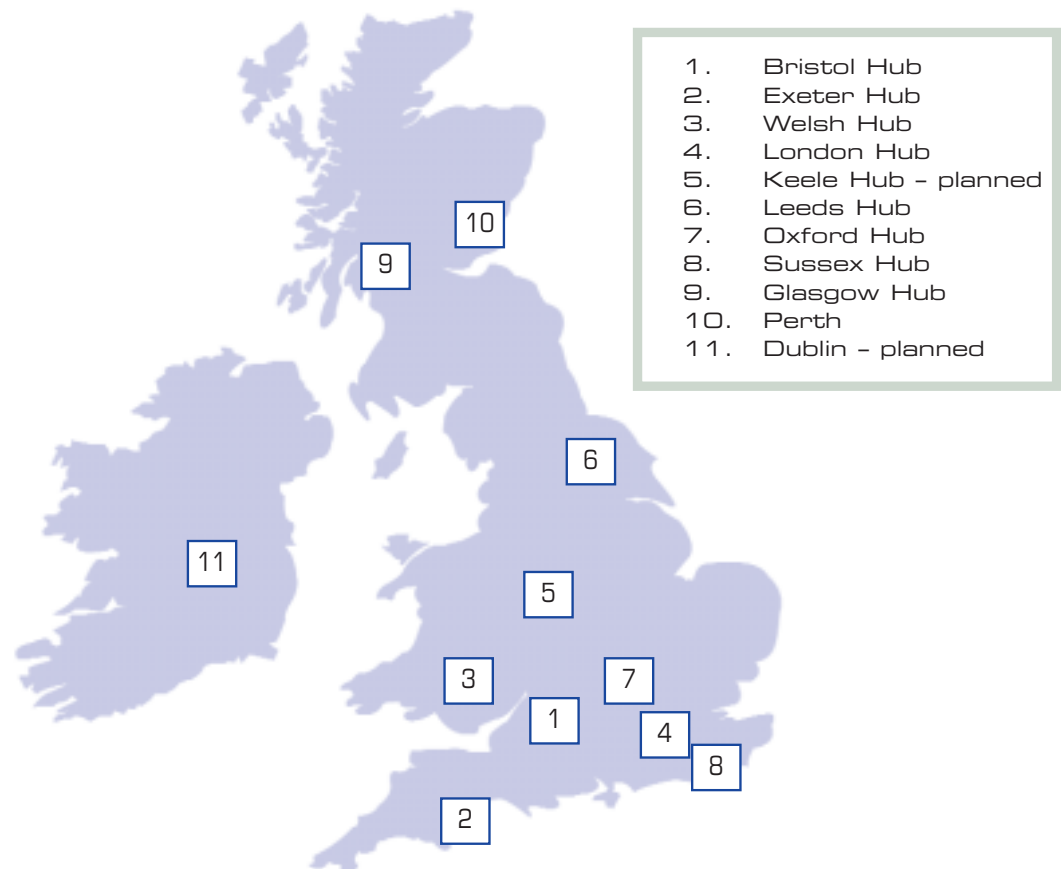 1. Bristol Hub
2. Exeter Hub
3. Welsh Hub
4. London Hub
5. Keele Hub – planned
6. Leeds Hub
7. Oxford Hub
8. Sussex Hub
9. Glasgow Hub
10. Perth
11. Dublin – planned
10
9
6
11
5
3
7
1
4
8
2